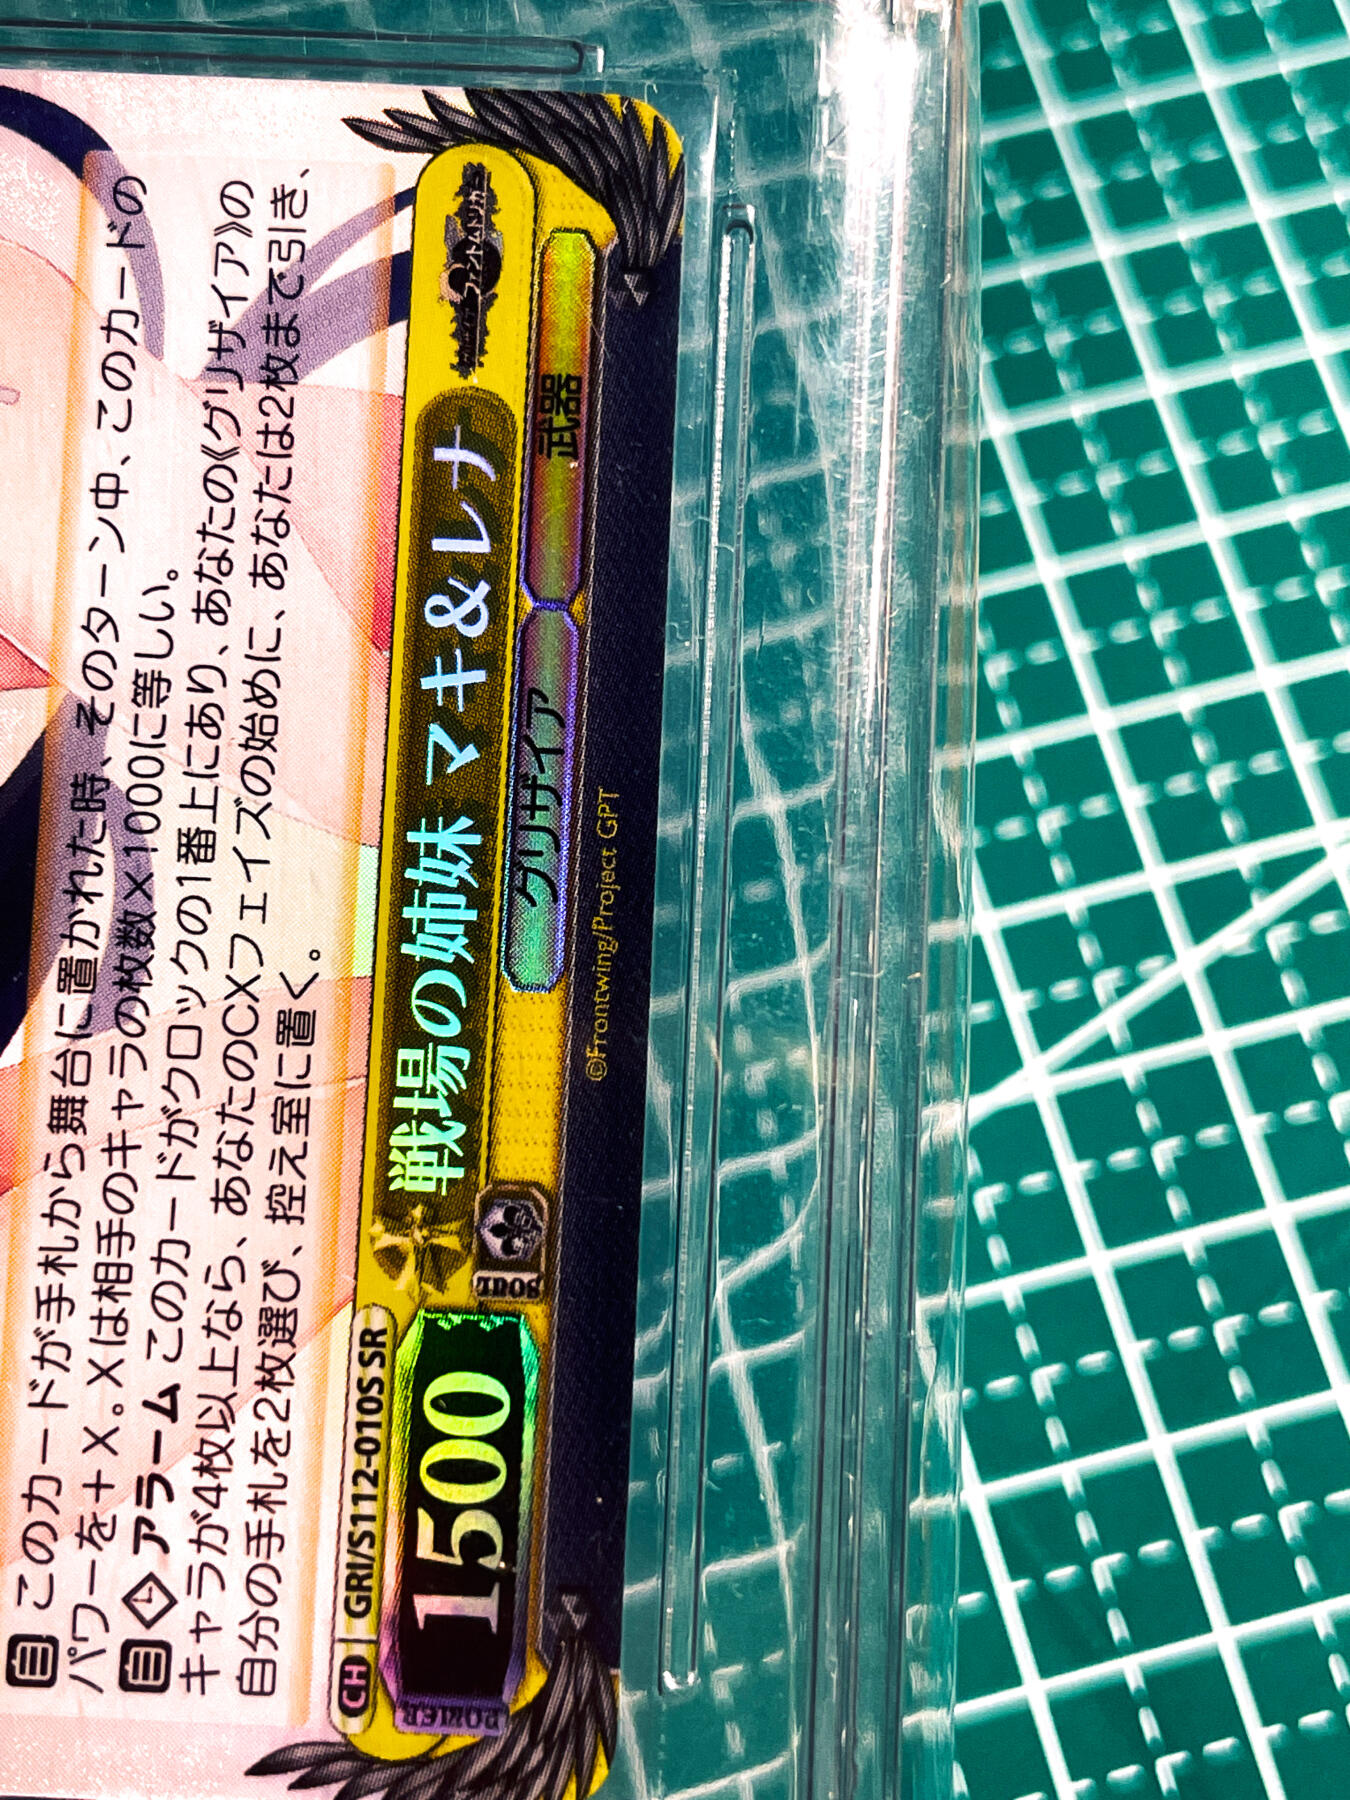 このカードが手札から舞台に置かれた時、そのターン中、このカードの
パワーを＋X。Xは相手のキャラの枚数×1000に等しい。
アラーム このカードがクロックの1番上にあり、あなたの《グリザイア》の
キャラが4枚以上なら、あなたのCXフェイズの始めに、あなたは2枚まで引き、
自分の手札を2枚選び、控え室に置く。
CH GRI/S112-010S SR
戦場の姉妹 マキ&レナ
POWER 1500
SOUL
グリザイア 武器
©Frontwing/Project GPT